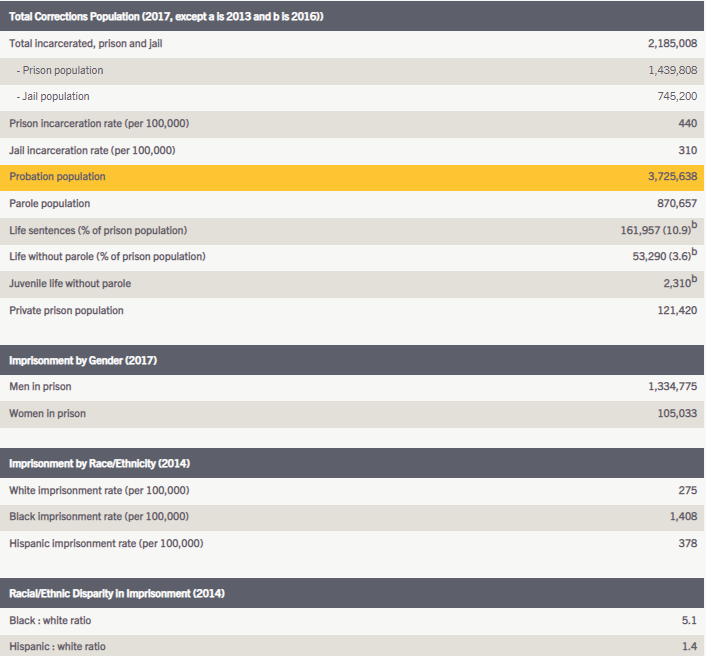 Total Corrections Population (2017, except a is 2013 and b is 2016))
Total incarcerated, prison and jail 2,185,008
- Prison population 1,439,808
- Jail population 745,200
Prison incarceration rate (per 100,000) 440
Jail incarceration rate (per 100,000) 310
Probation population 3,725,638
Parole population 870,657
Life sentences (% of prison population) 161,957 (10.9)b
Life without parole (% of prison population) 53,290 (3.6)b
Juvenile life without parole 2,310b
Private prison population 121,420
Imprisonment by Gender (2017)
Men in prison 1,334,775
Women in prison 105,033
Imprisonment by Race/Ethnicity (2014)
White imprisonment rate (per 100,000) 275
Black imprisonment rate (per 100,000) 1,408
Hispanic imprisonment rate (per 100,000) 378
Racial/Ethnic Disparity in Imprisonment (2014)
Black : white ratio 5.1
Hispanic : white ratio 1.4